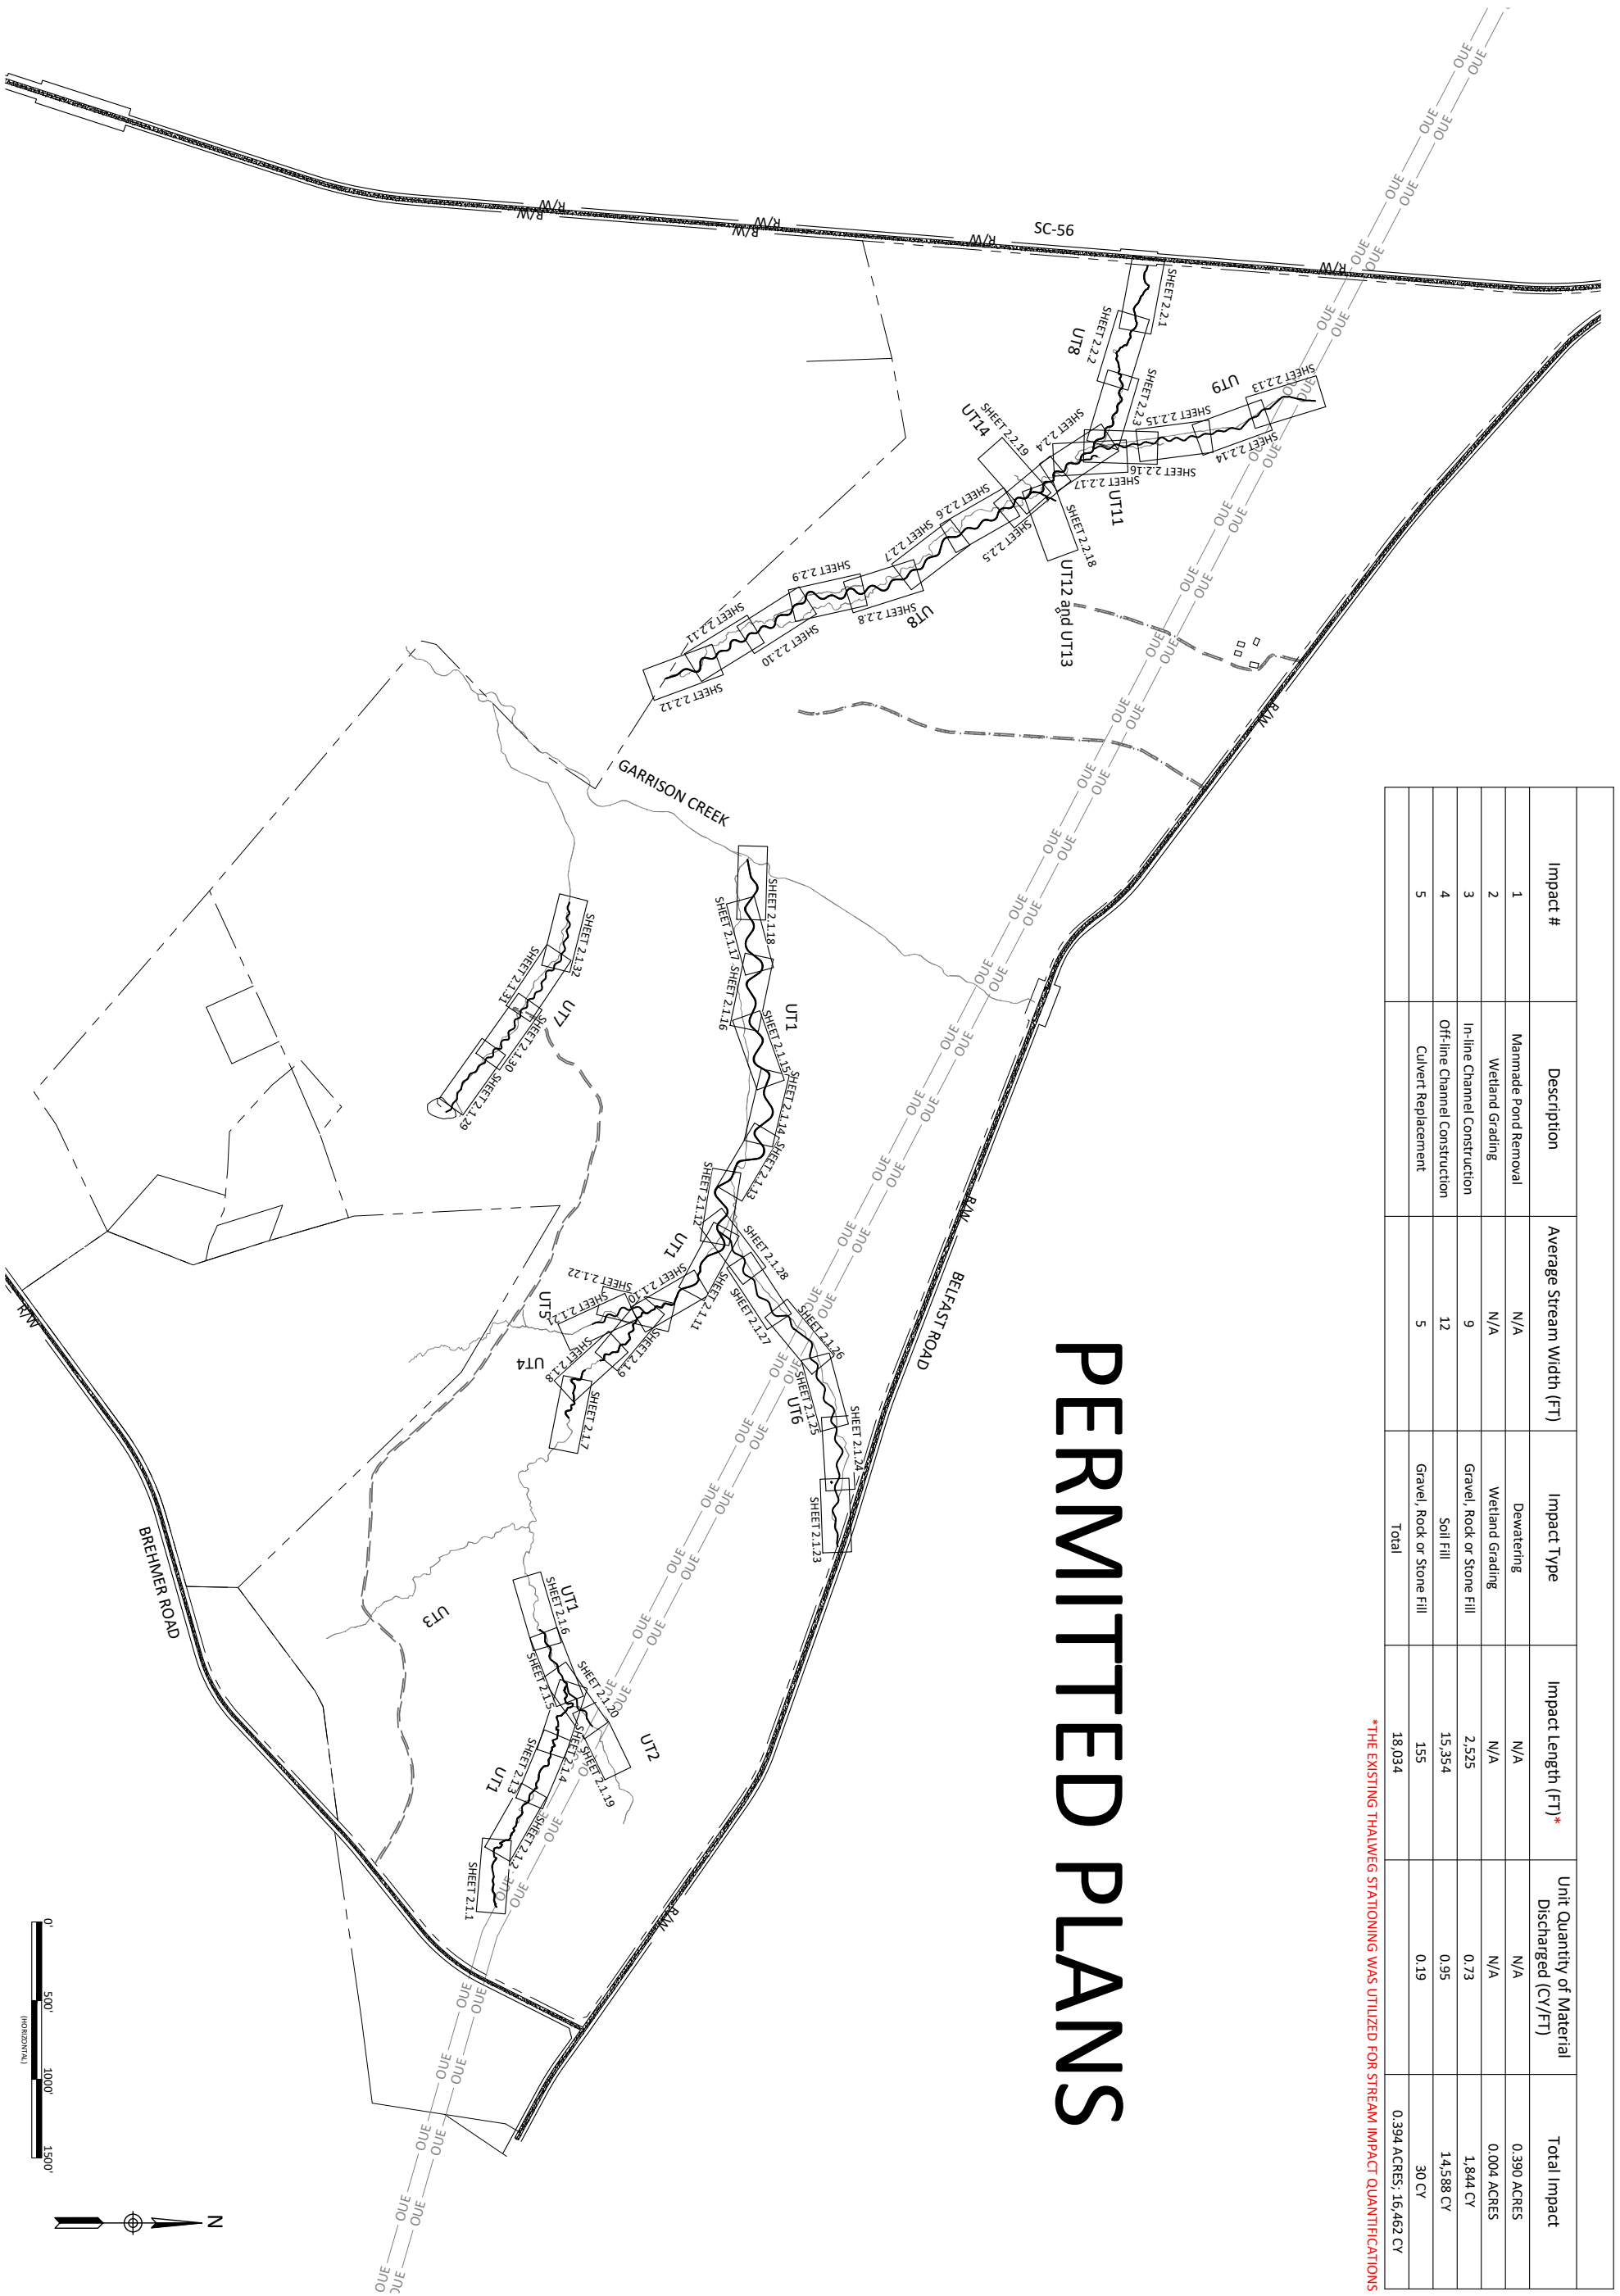 Impact # Description Average Stream Width (FT) Impact Type Impact Length (FT)* Unit Quantity of Material Discharged (CY/FT) Total Impact
1 Manmade Pond Removal N/A Dewatering N/A N/A 0.390 ACRES
2 Wetland Grading N/A Wetland Grading N/A N/A 0.004 ACRES
3 In-line Channel Construction 9 Gravel, Rock or Stone Fill 2,525 0.73 1,844 CY
4 Off-line Channel Construction 12 Soil Fill 15,354 0.95 14,588 CY
5 Culvert Replacement 5 Gravel, Rock or Stone Fill 155 0.19 30 CY
Total 18,034 0.394 ACRES; 16,462 CY
*THE EXISTING THALWEG STATIONING WAS UTILIZED FOR STREAM IMPACT QUANTIFICATIONS
PERMITTED PLANS
SC-56
BELFAST ROAD
BREHMER ROAD
GARRISON CREEK
R/W
R/W
R/W
R/W
R/W
R/W
R/W
R/W
R/W
R/W
R/W
OUE
OUE
OUE
OUE
SHEET 2.2.1
SHEET 2.2.2
UT8
SHEET 2.2.3
SHEET 2.2.4
UT9
SHEET 2.2.13
SHEET 2.2.14
SHEET 2.2.15
SHEET 2.2.16
SHEET 2.2.17
UT11
UT14
SHEET 2.2.19
SHEET 2.2.18
UT12 and UT13
SHEET 2.2.5
SHEET 2.2.6
SHEET 2.2.7
SHEET 2.2.8
UT8
SHEET 2.2.9
SHEET 2.2.10
SHEET 2.2.11
SHEET 2.2.12
SHEET 2.1.18
SHEET 2.1.17
SHEET 2.1.16
UT1
SHEET 2.1.15
SHEET 2.1.14
SHEET 2.1.13
SHEET 2.1.12
UT1
SHEET 2.1.11
SHEET 2.1.10
SHEET 2.1.22
SHEET 2.1.21
UT5
SHEET 2.1.9
SHEET 2.1.8
UT4
SHEET 2.1.7
SHEET 2.1.28
SHEET 2.1.27
SHEET 2.1.26
SHEET 2.1.25
UT6
SHEET 2.1.24
SHEET 2.1.23
SHEET 2.1.32
SHEET 2.1.31
UT7
SHEET 2.1.30
SHEET 2.1.29
UT3
UT1
SHEET 2.1.6
SHEET 2.1.5
SHEET 2.1.20
SHEET 2.1.19
UT2
SHEET 2.1.4
SHEET 2.1.3
UT1
SHEET 2.1.2
SHEET 2.1.1
0' 500' 1000' 1500'
(HORIZONTAL)
N